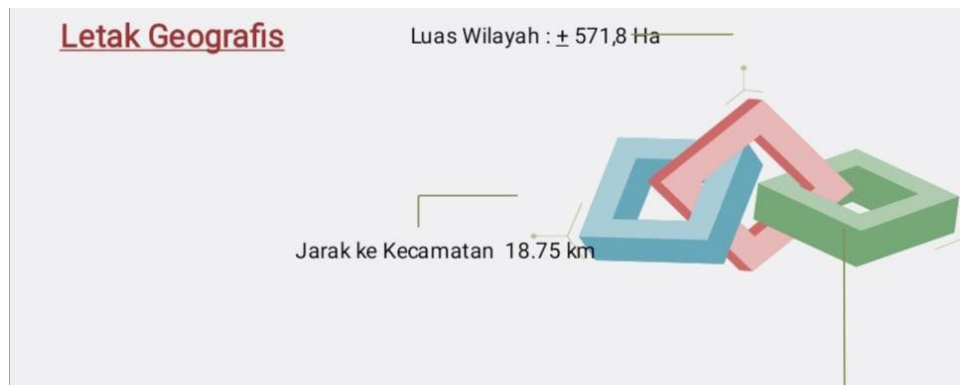 Letak Geografis
Luas Wilayah : ± 571,8 Ha
Jarak ke Kecamatan 18.75 km